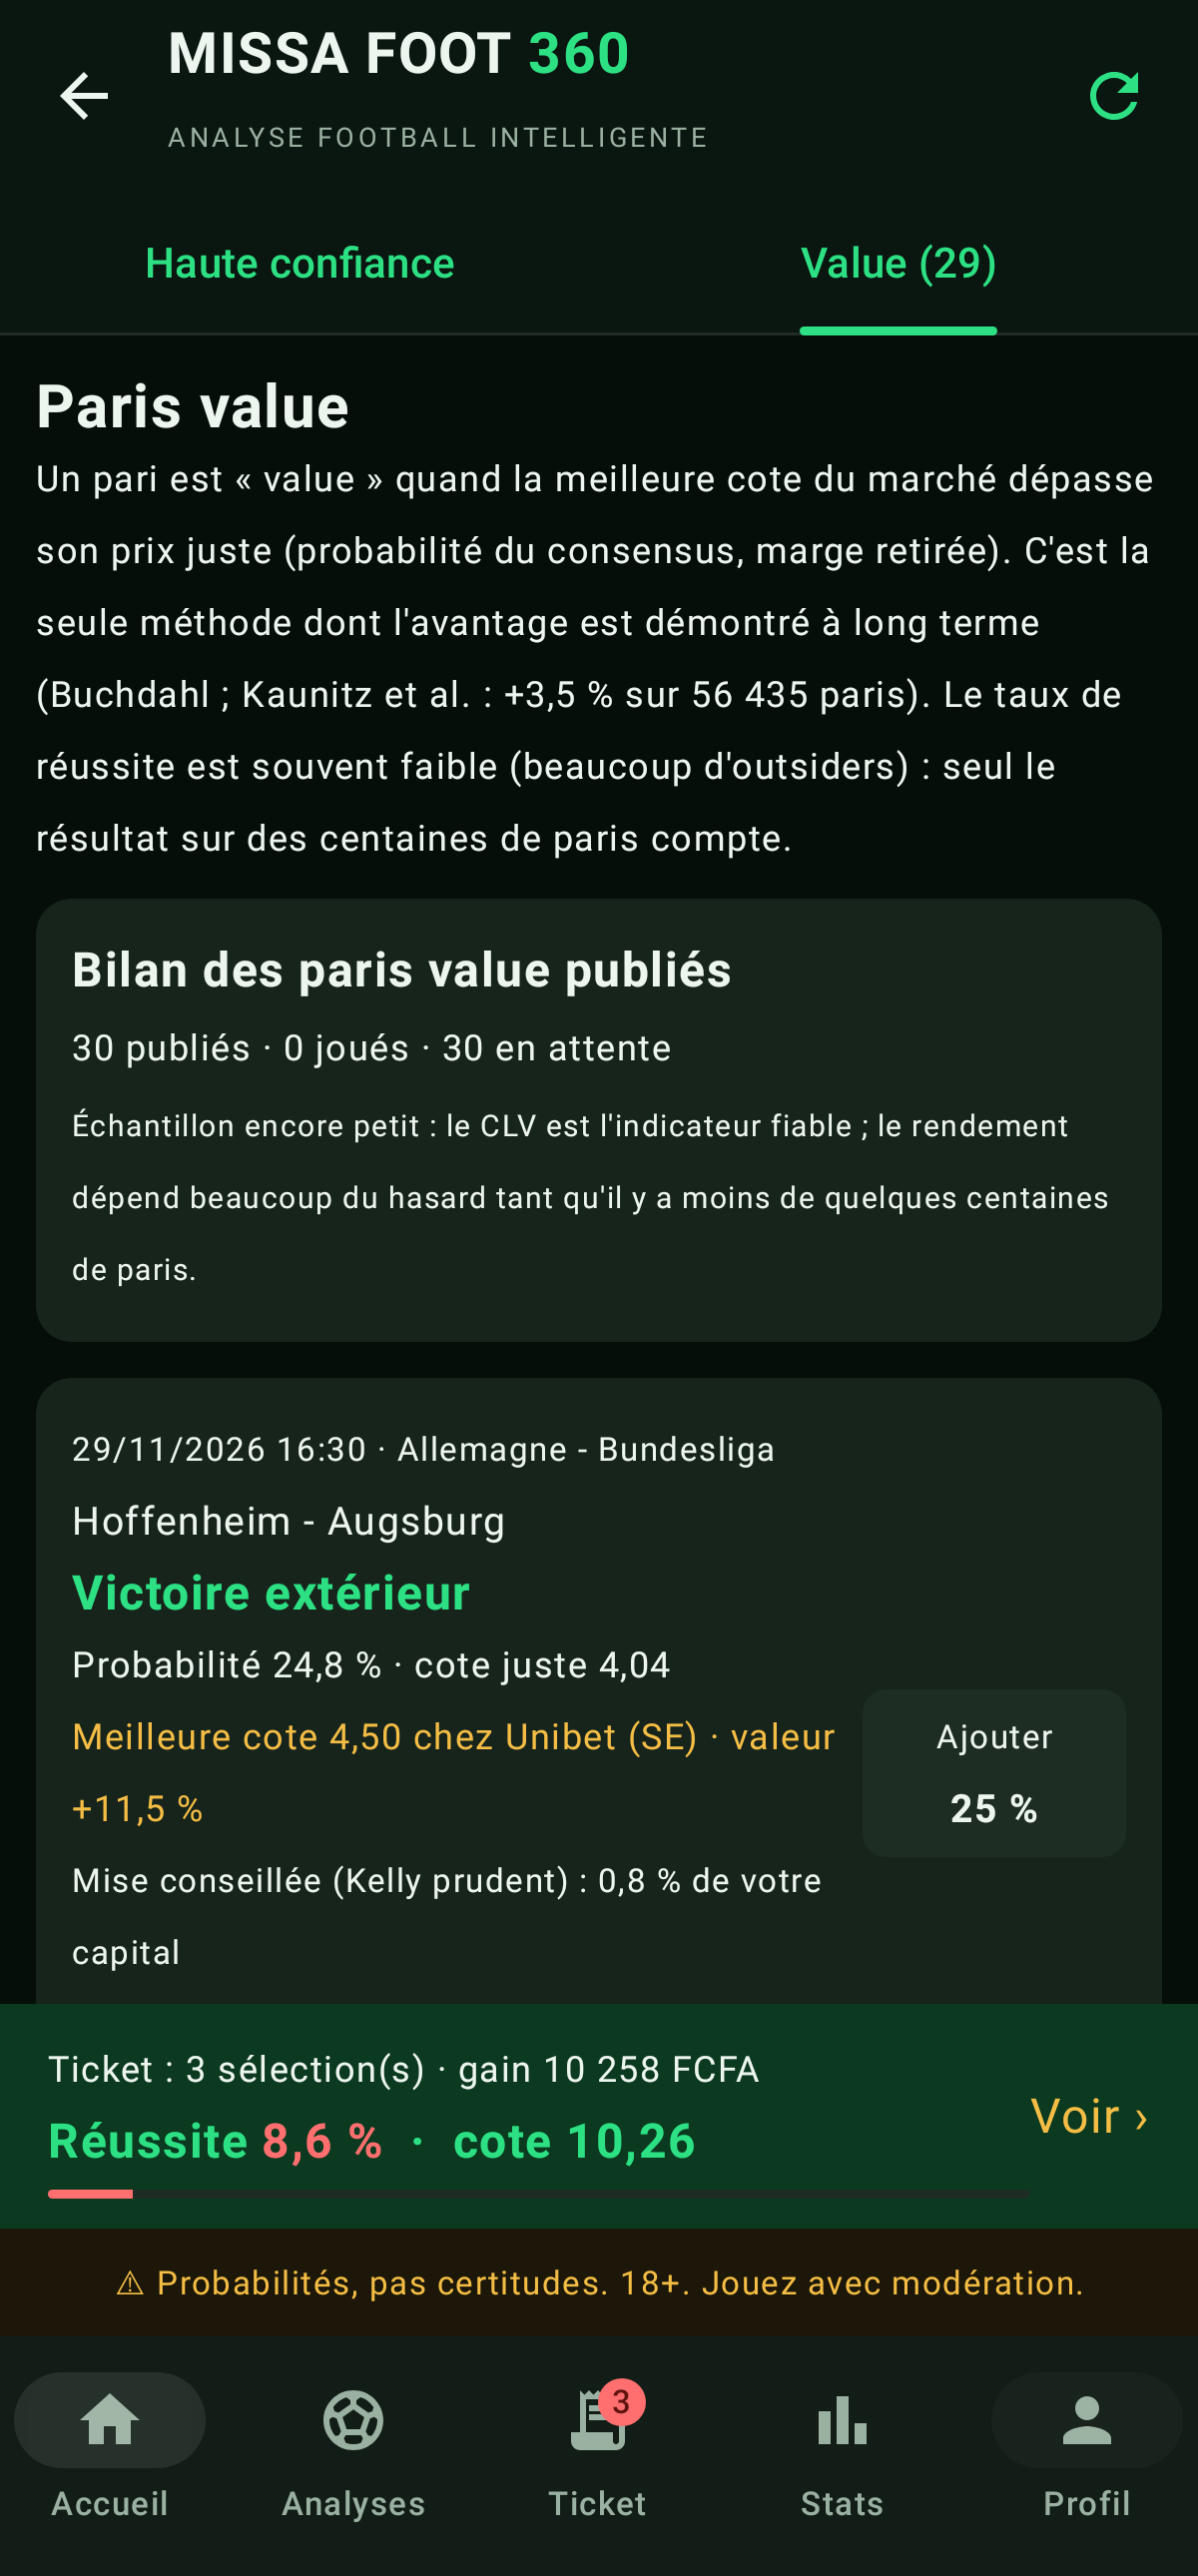 MISSA FOOT 360
ANALYSE FOOTBALL INTELLIGENTE
Haute confiance
Value (29)
Paris value
Un pari est « value » quand la meilleure cote du marché dépasse
son prix juste (probabilité du consensus, marge retirée). C'est la
seule méthode dont l'avantage est démontré à long terme
(Buchdahl ; Kaunitz et al. : +3,5 % sur 56 435 paris). Le taux de
réussite est souvent faible (beaucoup d'outsiders) : seul le
résultat sur des centaines de paris compte.
Bilan des paris value publiés
30 publiés · 0 joués · 30 en attente
Échantillon encore petit : le CLV est l'indicateur fiable ; le rendement
dépend beaucoup du hasard tant qu'il y a moins de quelques centaines
de paris.
29/11/2026 16:30 · Allemagne - Bundesliga
Hoffenheim - Augsburg
Victoire extérieur
Probabilité 24,8 % · cote juste 4,04
Meilleure cote 4,50 chez Unibet (SE) · valeur
+11,5 %
Mise conseillée (Kelly prudent) : 0,8 % de votre
capital
Ajouter
25 %
Ticket : 3 sélection(s) · gain 10 258 FCFA
Réussite 8,6 % · cote 10,26
Voir ›
⚠ Probabilités, pas certitudes. 18+. Jouez avec modération.
3
Accueil
Analyses
Ticket
Stats
Profil